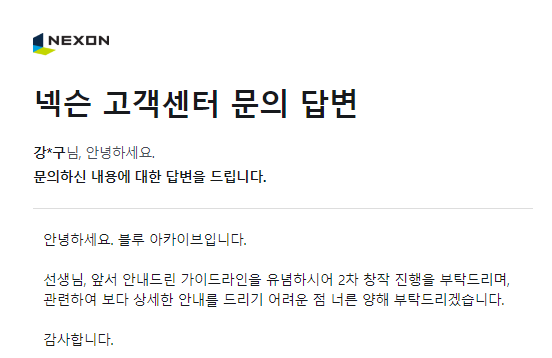 NEXON
넥슨 고객센터 문의 답변
강*구님, 안녕하세요.
문의하신 내용에 대한 답변을 드립니다.
안녕하세요. 블루 아카이브입니다.
선생님, 앞서 안내드린 가이드라인을 유념하시어 2차 창작 진행을 부탁드리며,
관련하여 보다 상세한 안내를 드리기 어려운 점 너른 양해 부탁드리겠습니다.
감사합니다.